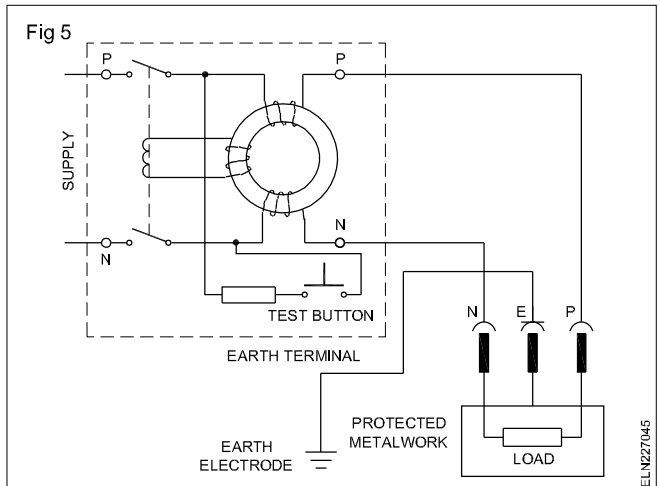 Fig 5
P
P
SUPPLY
N
N
TEST BUTTON
EARTH TERMINAL
N E P
PROTECTED
METALWORK
LOAD
EARTH
ELECTRODE
ELN227045